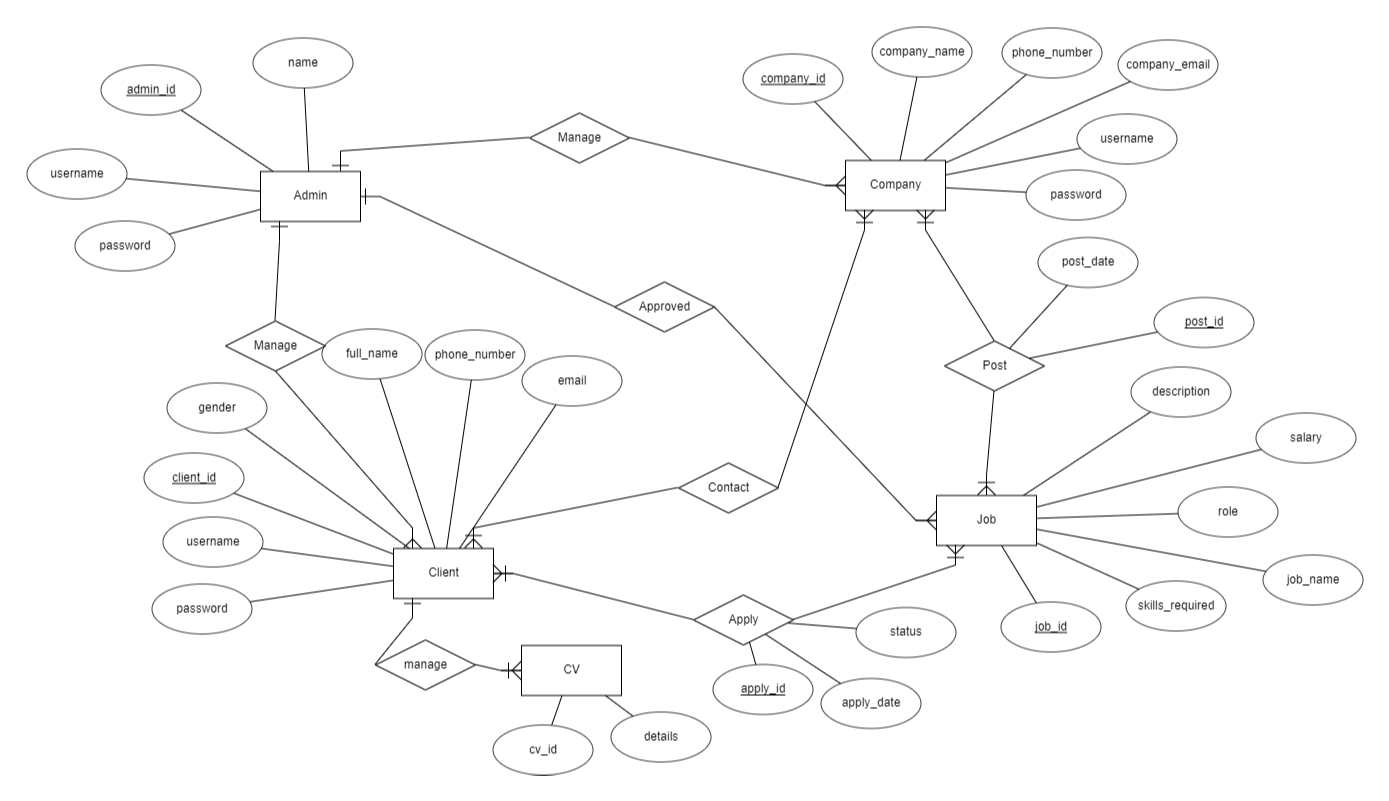 company_name
phone_number
name
company_email
company_id
admin_id
Manage
username
username
Company
Admin
password
password
post_date
Approved
post_id
Manage
full_name
phone_number
Post
email
description
gender
salary
client_id
Contact
role
Job
username
Client
job_name
password
skills_required
Apply
job_id
status
manage
CV
apply_id
apply_date
details
cv_id